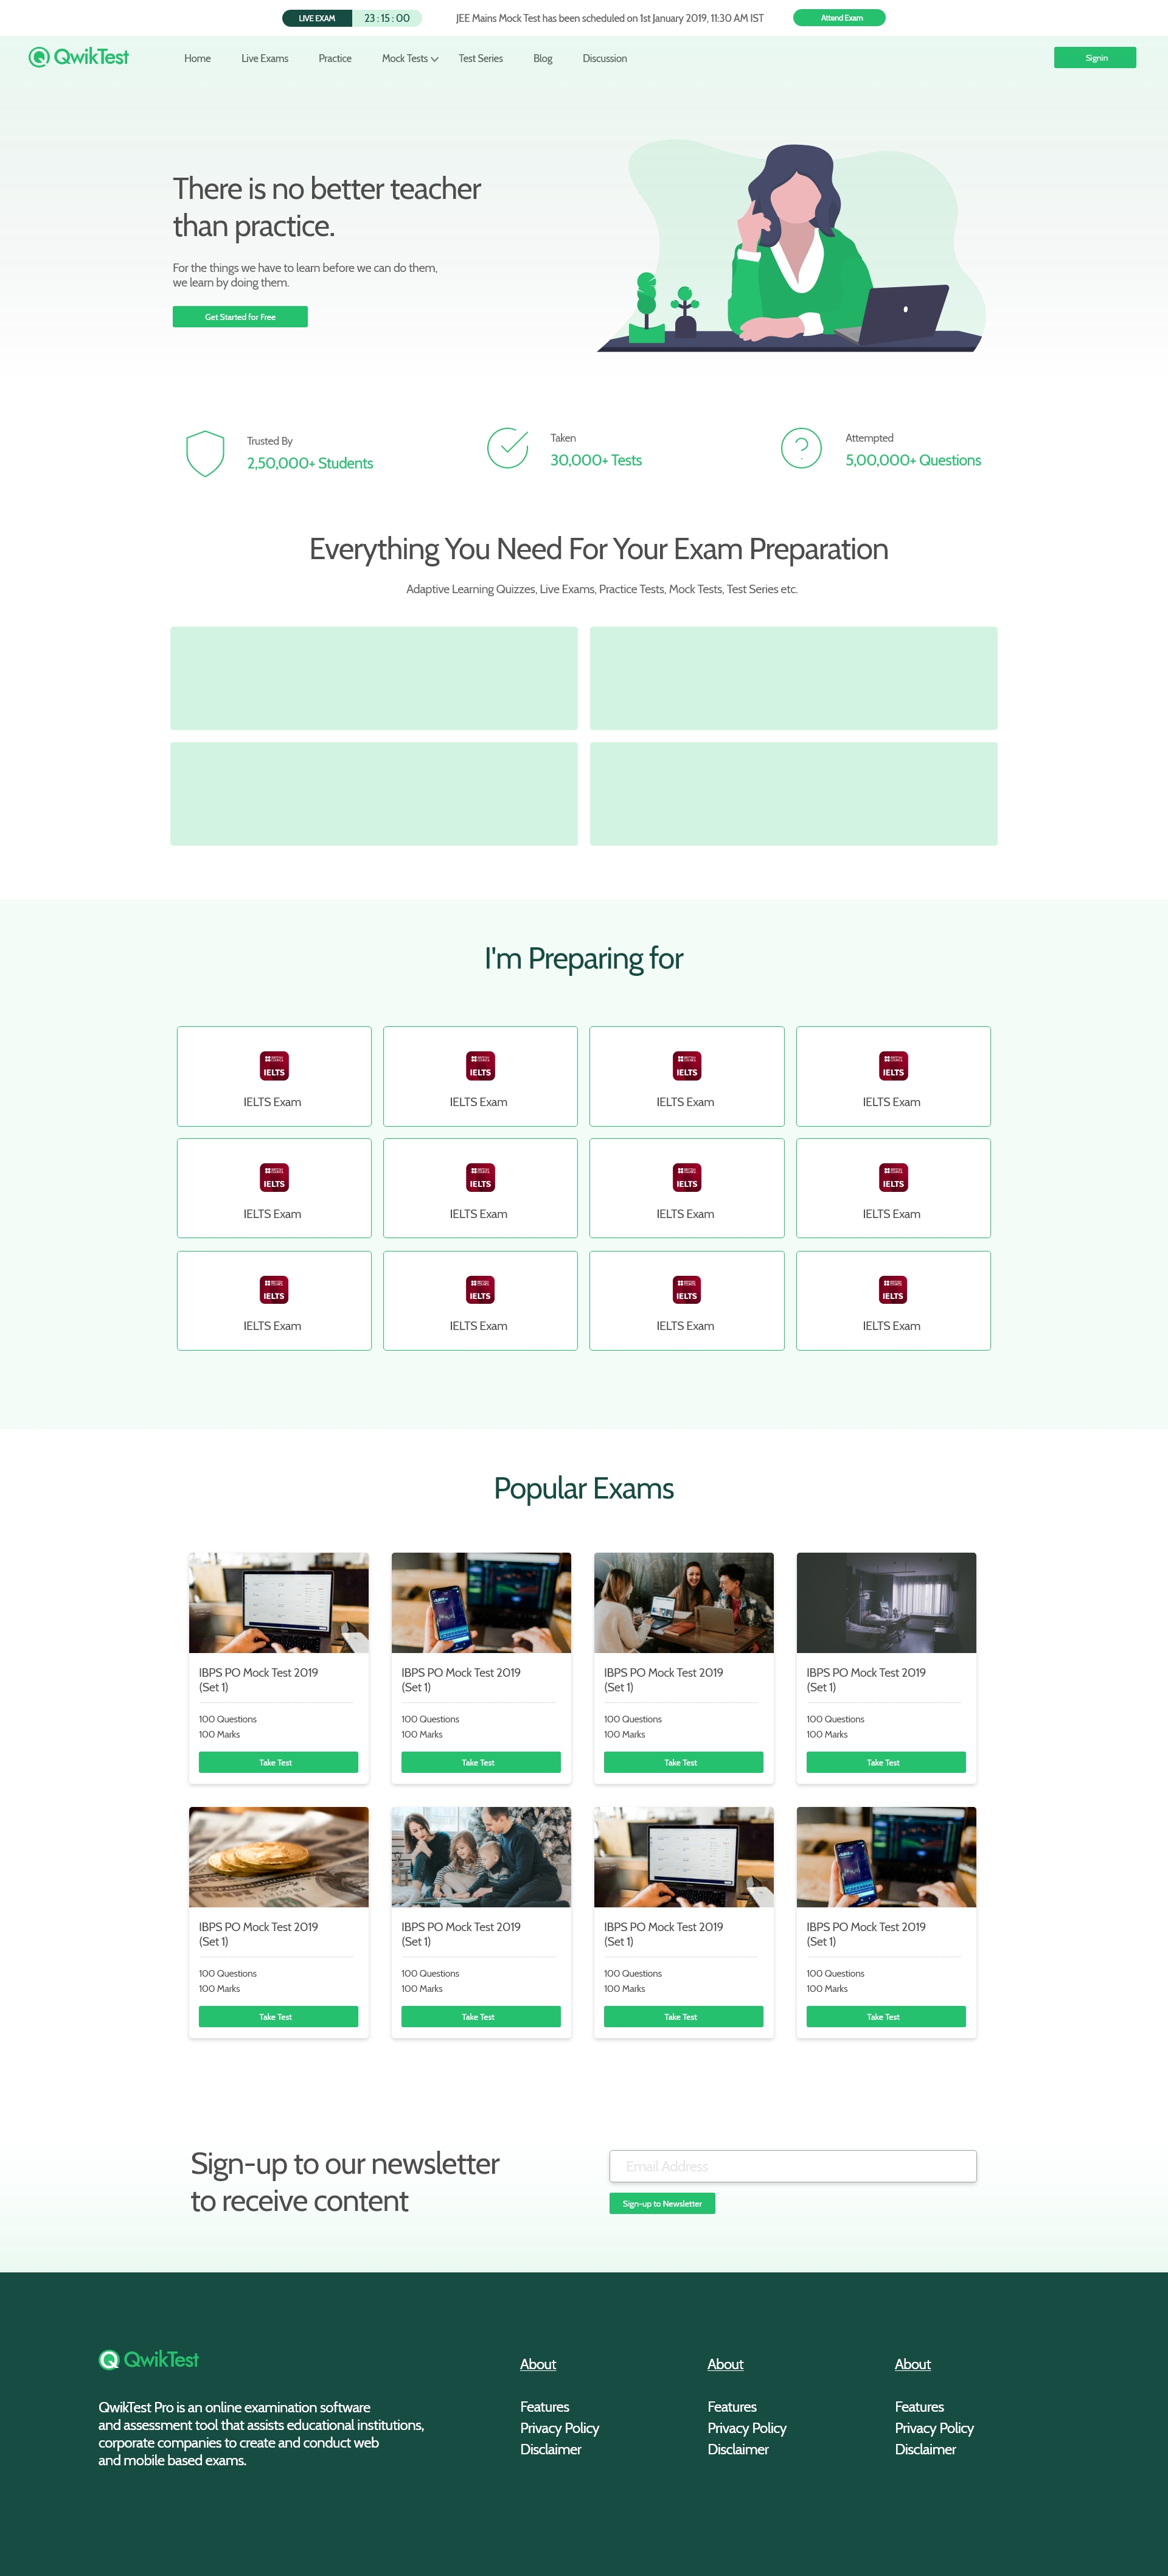 LIVE EXAM 23 : 15 : 00 JEE Mains Mock Test has been scheduled on 1st January 2019, 11:30 AM IST Attend Exam
QwikTest Home Live Exams Practice Mock Tests Test Series Blog Discussion Signin
There is no better teacher
than practice.
For the things we have to learn before we can do them,
we learn by doing them.
Get Started for Free
Trusted By
2,50,000+ Students
Taken
30,000+ Tests
Attempted
5,00,000+ Questions
Everything You Need For Your Exam Preparation
Adaptive Learning Quizzes, Live Exams, Practice Tests, Mock Tests, Test Series etc.
I'm Preparing for
IELTS IELTS IELTS IELTS
IELTS Exam IELTS Exam IELTS Exam IELTS Exam
IELTS IELTS IELTS IELTS
IELTS Exam IELTS Exam IELTS Exam IELTS Exam
IELTS IELTS IELTS IELTS
IELTS Exam IELTS Exam IELTS Exam IELTS Exam
Popular Exams
IBPS PO Mock Test 2019
(Set 1)
100 Questions
100 Marks
Take Test
IBPS PO Mock Test 2019
(Set 1)
100 Questions
100 Marks
Take Test
IBPS PO Mock Test 2019
(Set 1)
100 Questions
100 Marks
Take Test
IBPS PO Mock Test 2019
(Set 1)
100 Questions
100 Marks
Take Test
IBPS PO Mock Test 2019
(Set 1)
100 Questions
100 Marks
Take Test
IBPS PO Mock Test 2019
(Set 1)
100 Questions
100 Marks
Take Test
IBPS PO Mock Test 2019
(Set 1)
100 Questions
100 Marks
Take Test
IBPS PO Mock Test 2019
(Set 1)
100 Questions
100 Marks
Take Test
Sign-up to our newsletter
to receive content
Email Address
Sign-up to Newsletter
QwikTest
QwikTest Pro is an online examination software
and assessment tool that assists educational institutions,
corporate companies to create and conduct web
and mobile based exams.
About
Features
Privacy Policy
Disclaimer
About
Features
Privacy Policy
Disclaimer
About
Features
Privacy Policy
Disclaimer